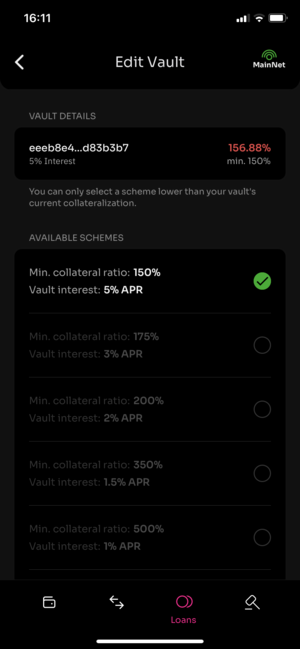 16:11
Edit Vault
MainNet
VAULT DETAILS
eeeb8e4...d83b3b7
156.88%
5% Interest
min. 150%
You can only select a scheme lower than your vault's
current collateralization.
AVAILABLE SCHEMES
Min. collateral ratio: 150%
Vault interest: 5% APR
Min. collateral ratio: 175%
Vault interest: 3% APR
Min. collateral ratio: 200%
Vault interest: 2% APR
Min. collateral ratio: 350%
Vault interest: 1.5% APR
Min. collateral ratio: 500%
Vault interest: 1% APR
Loans